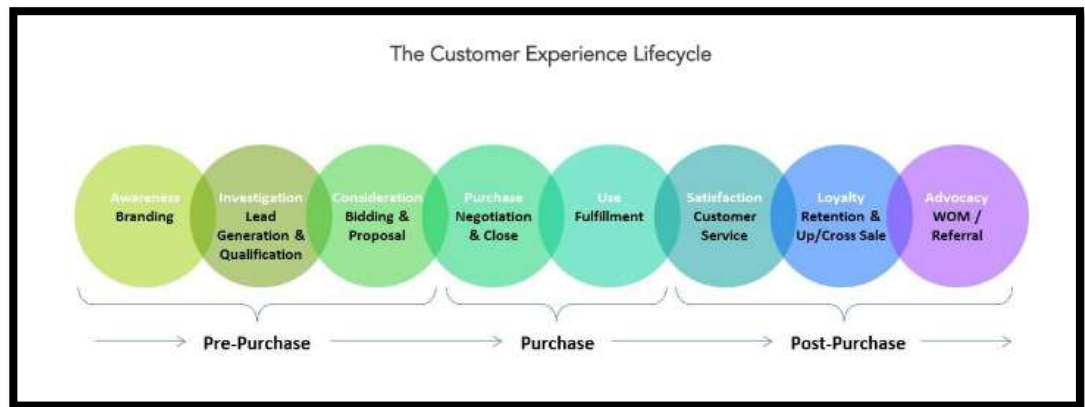 The Customer Experience Lifecycle
Awareness
Branding
Investigation
Lead
Generation &
Qualification
Consideration
Bidding &
Proposal
Purchase
Negotiation
& Close
Use
Fulfillment
Satisfaction
Customer
Service
Loyalty
Retention &
Up/Cross Sale
Advocacy
WOM /
Referral
Pre-Purchase
Purchase
Post-Purchase